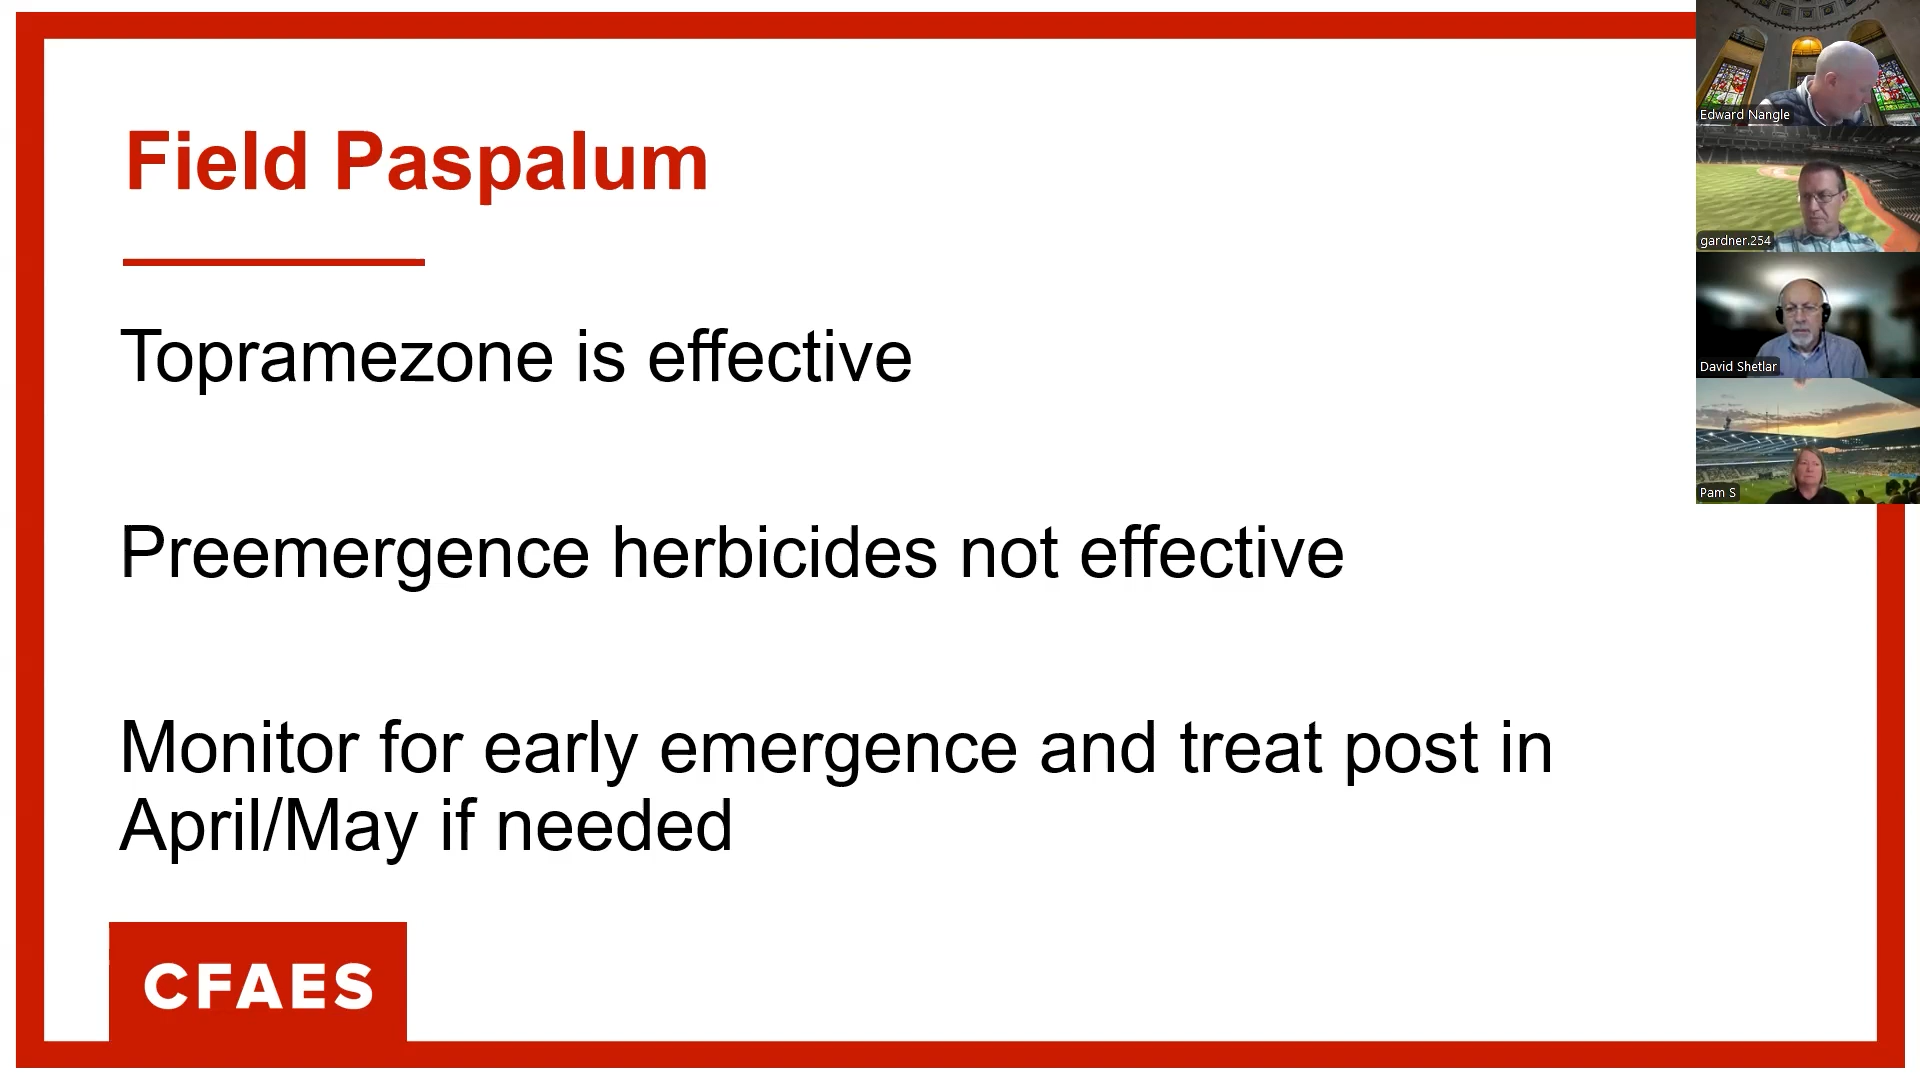 Field Paspalum
Topramezone is effective
Preemergence herbicides not effective
Monitor for early emergence and treat post in
April/May if needed
CFAES
Edward Nangle
gardner.254
David Shetlar
Pam S